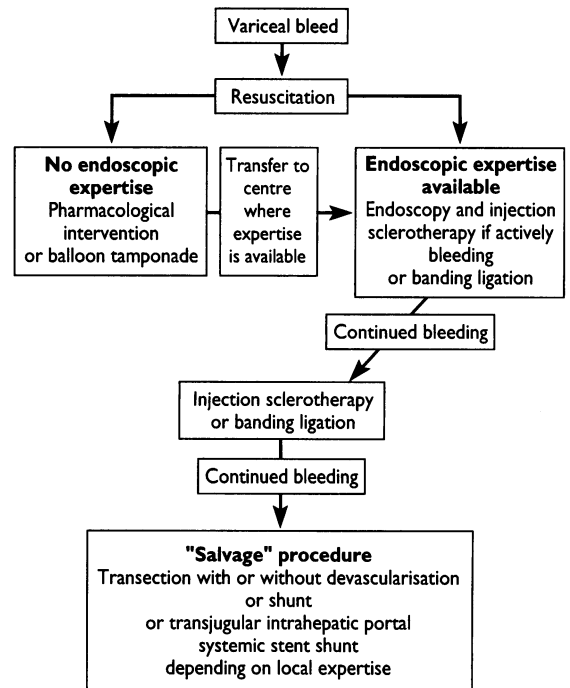 Variceal bleed
Resuscitation
No endoscopic
expertise
Pharmacological
intervention
or balloon tamponade
Transfer to
centre
where
expertise
is available
Endoscopic expertise
available
Endoscopy and injection
sclerotherapy if actively
bleeding
or banding ligation
Continued bleeding
Injection sclerotherapy
or banding ligation
Continued bleeding
"Salvage" procedure
Transection with or without devascularisation
or shunt
or transjugular intrahepatic portal
systemic stent shunt
depending on local expertise